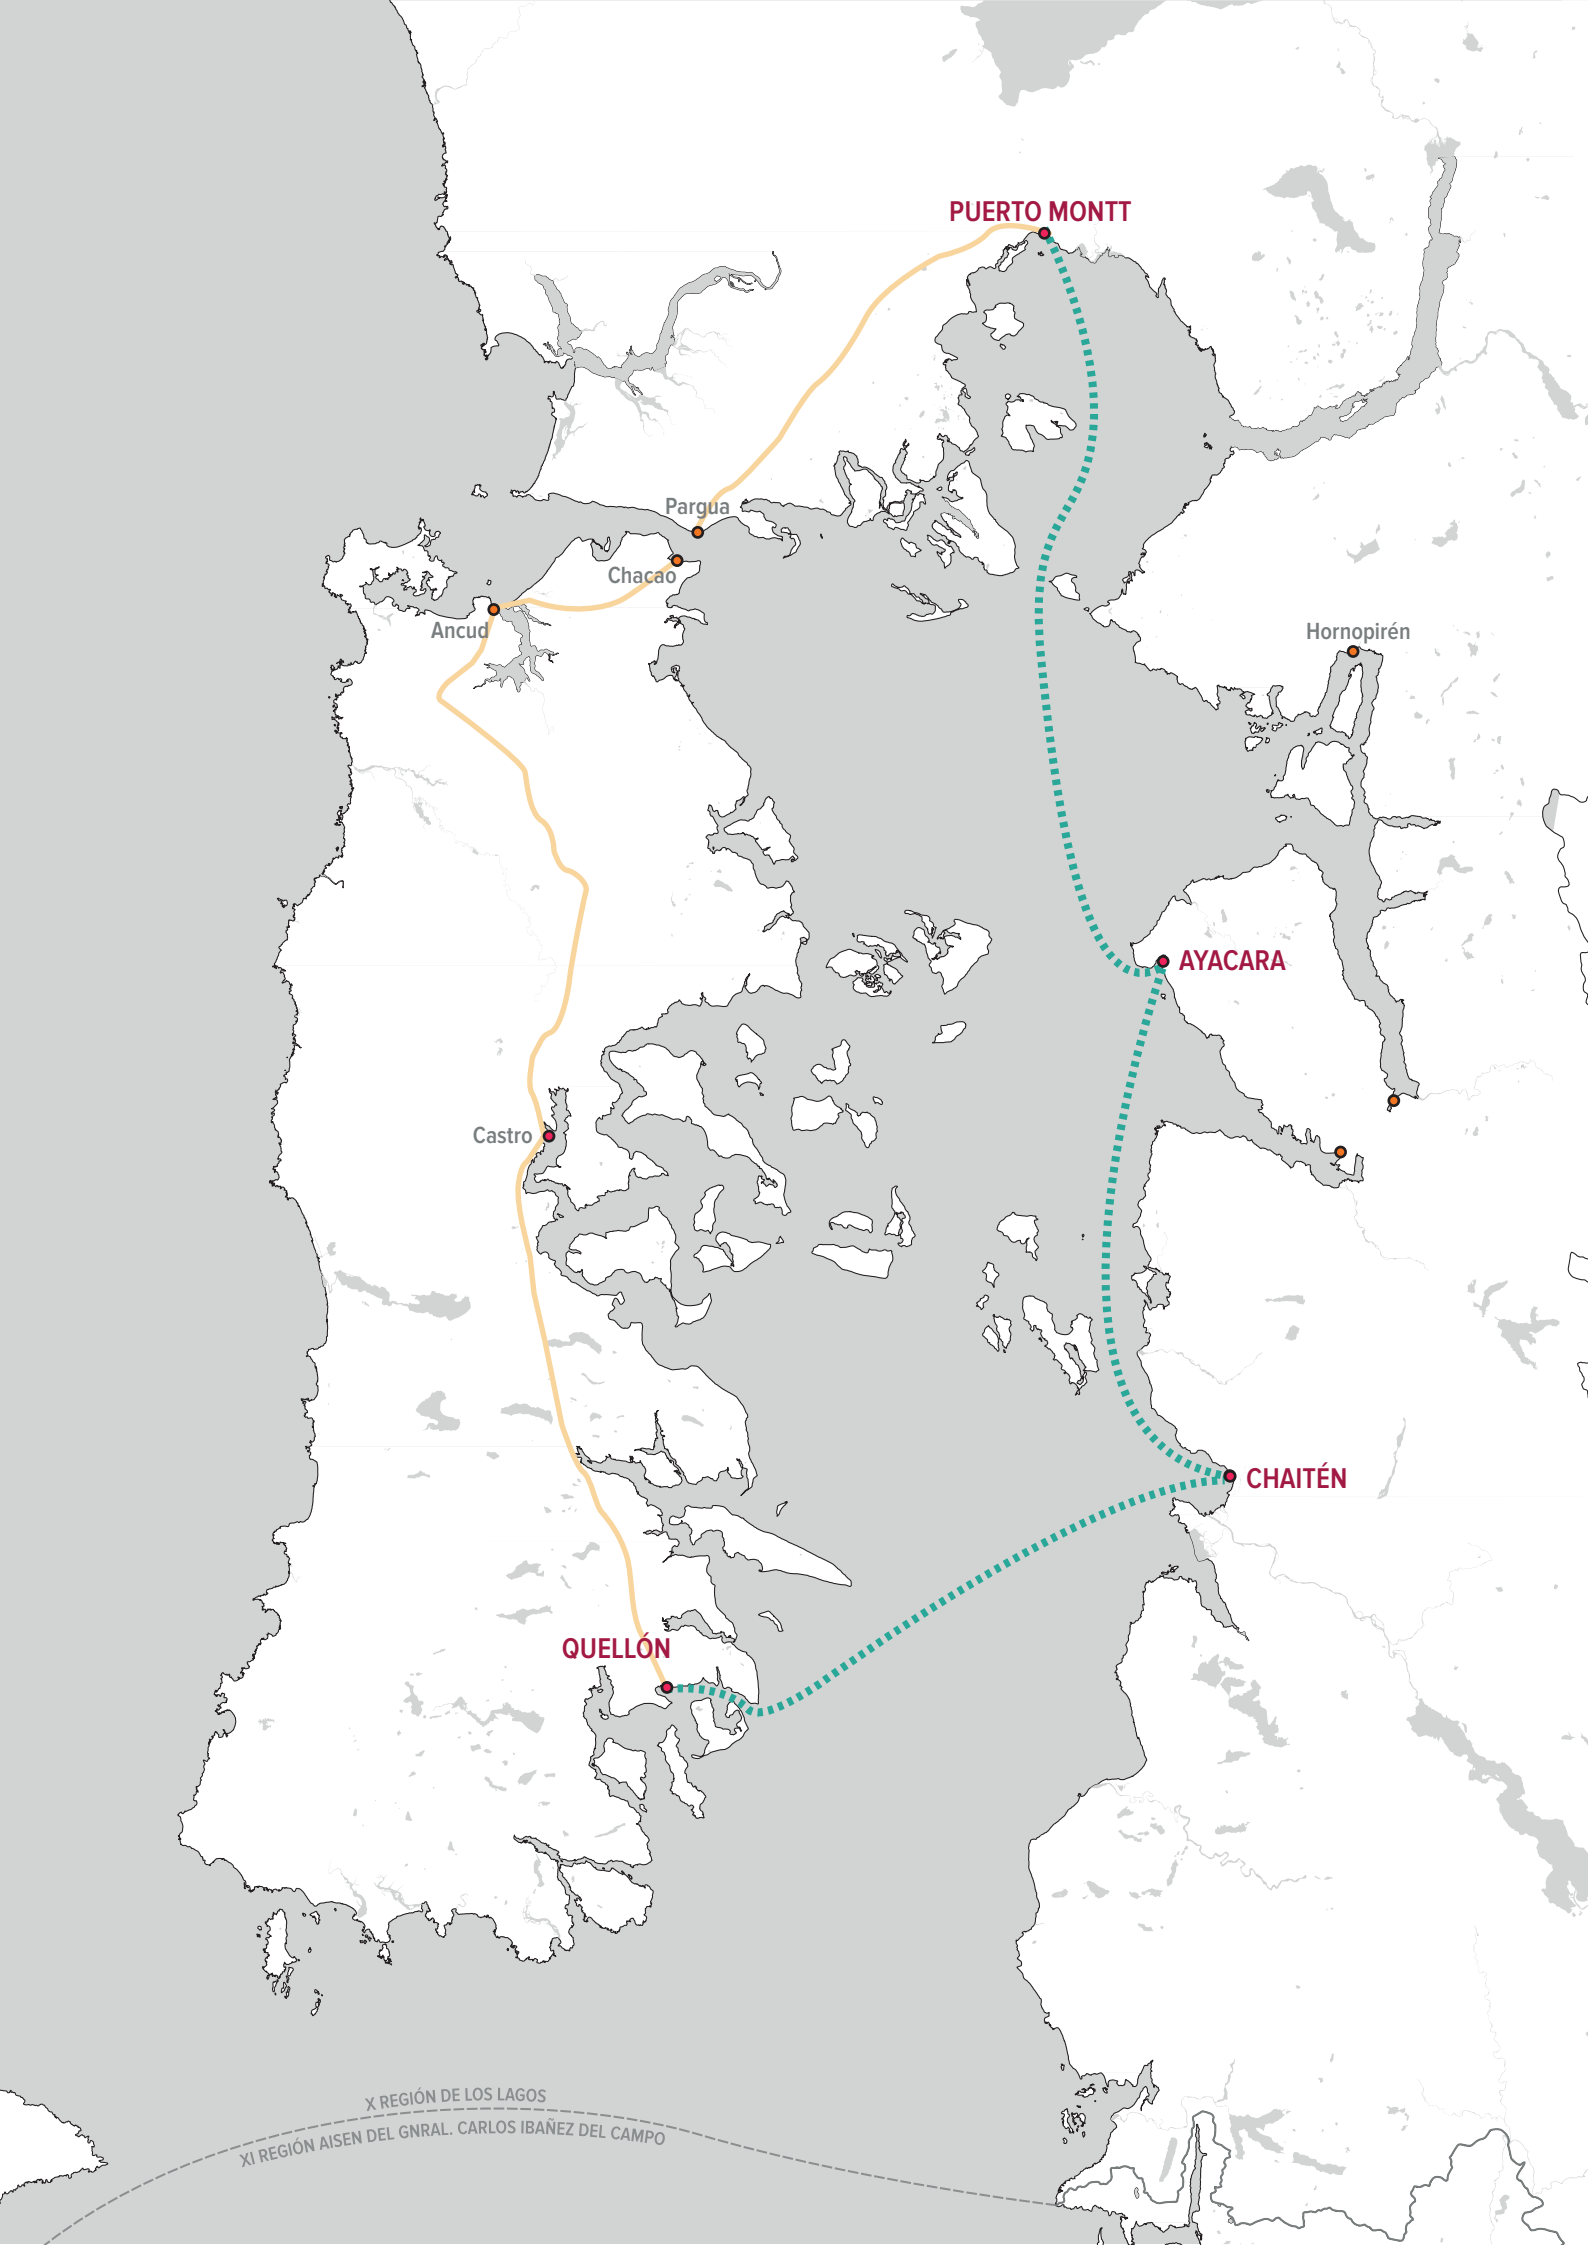 PUERTO MONTT
Pargua
Chacao
Ancud
Hornopirén
AYACARA
Castro
CHAITÉN
QUELLÓN
X REGIÓN DE LOS LAGOS
XI REGIÓN AISEN DEL GNRAL. CARLOS IBAÑEZ DEL CAMPO